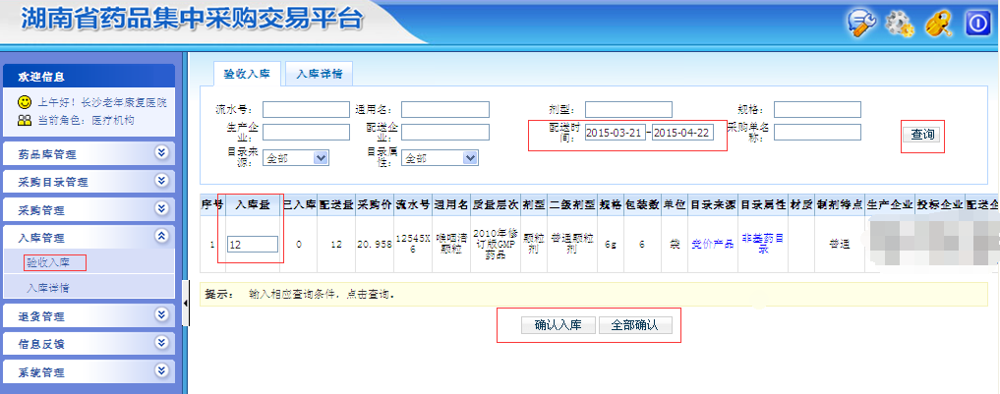 湖南省药品集中采购交易平台
欢迎信息
上午好！长沙老年康复医院
当前角色：医疗机构
药品库管理
采购目录管理
采购管理
入库管理
验收入库
入库详情
退货管理
信息反馈
系统管理
验收入库 入库详情
流水号： 通用名： 剂型： 规格：
生产企业： 配送企业： 配送时间： 2015-03-21 - 2015-04-22 采购单名称： 查询
目录来源： 全部 目录属性： 全部
序号 入库量 已入库 配送量 采购价 流水号 通用名 质量层次 剂型 二级剂型 规格 包装数 单位 目录来源 目录属性 材质 制剂特点 生产企业 投标企业 配送企
1 12 0 12 20.958 12545X6 喉咽清颗粒 2010年修订版GMP药品 颗粒剂 普通颗粒剂 6g 6 袋 竞价产品 非基药目录 普通
提示： 输入相应查询条件，点击查询。
确认入库 全部确认